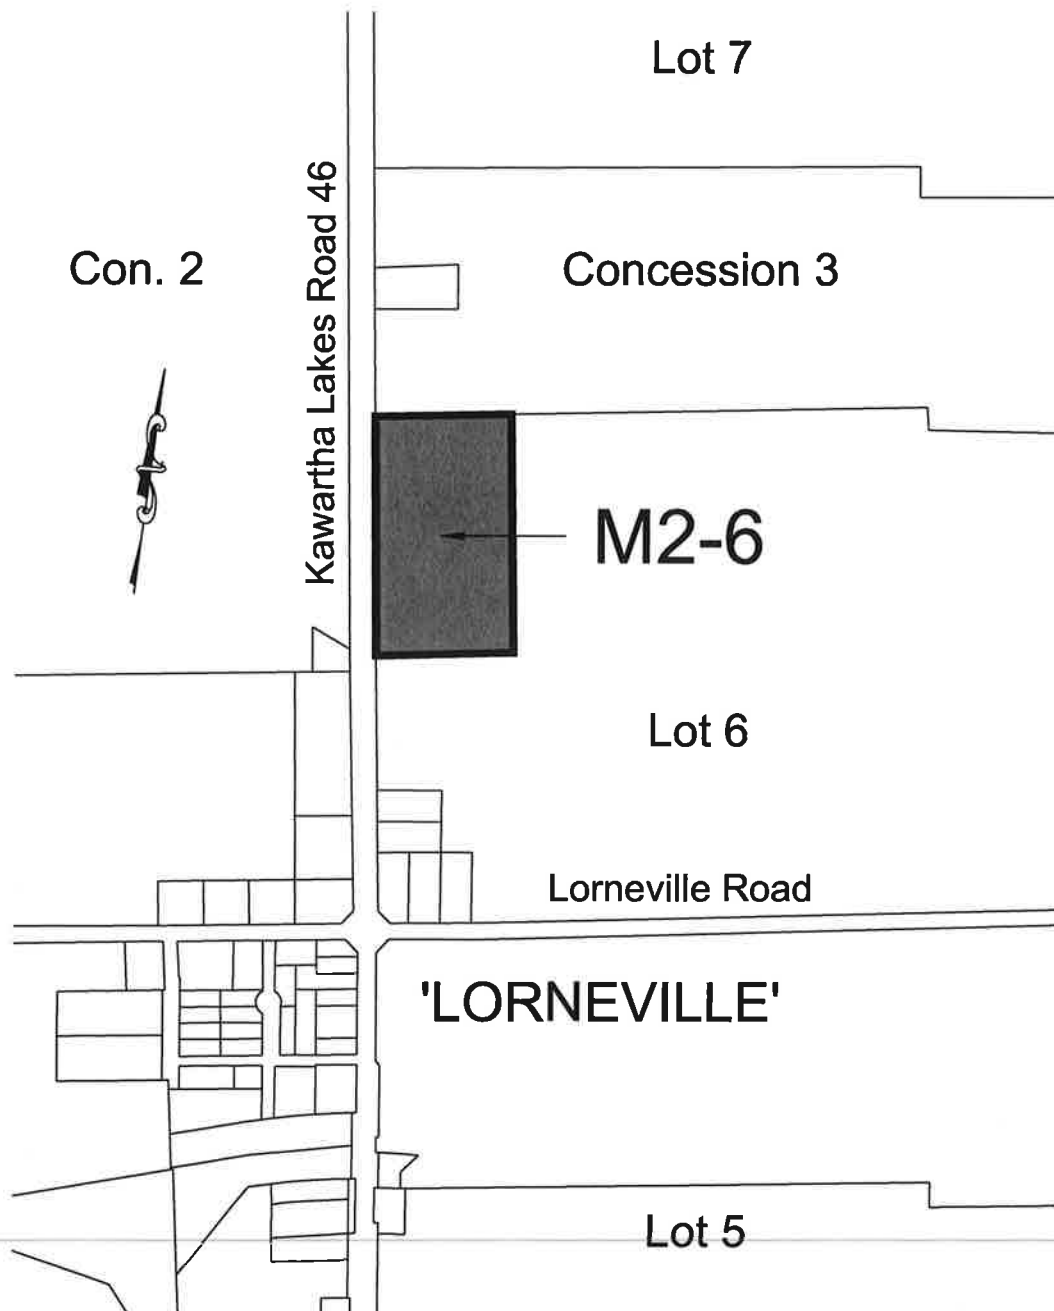 Lot 7
Kawartha Lakes Road 46
Con. 2
Concession 3
M2-6
Lot 6
Lorneville Road
'LORNEVILLE'
Lot 5